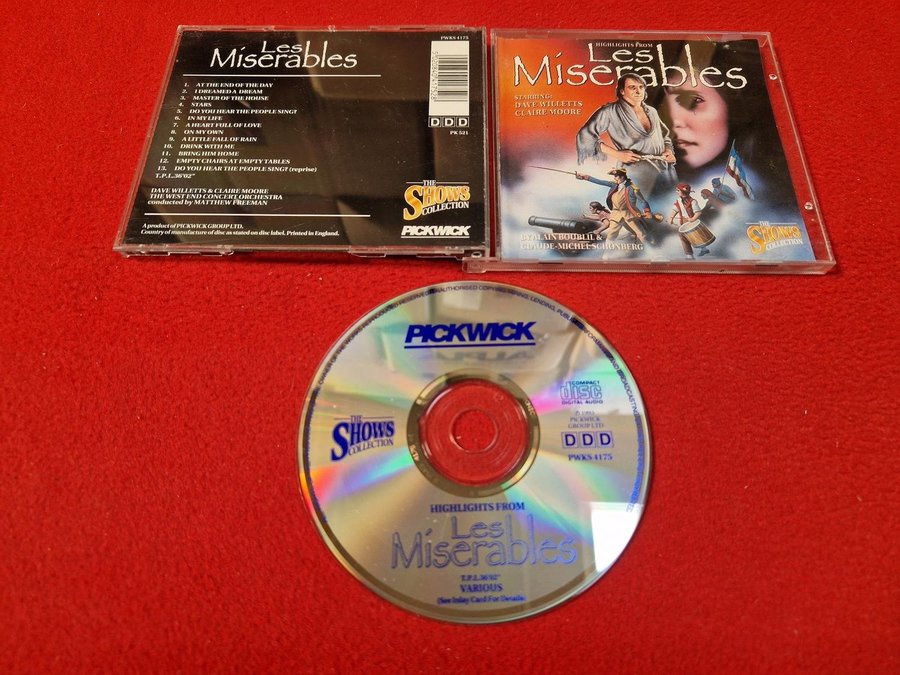 Les
Misérables
PWKS 4175
1. AT THE END OF THE DAY
2. I DREAMED A DREAM
3. MASTER OF THE HOUSE
4. STARS
5. DO YOU HEAR THE PEOPLE SING?
6. IN MY LIFE
7. A HEART FULL OF LOVE
8. ON MY OWN
9. A LITTLE FALL OF RAIN
10. DRINK WITH ME
11. BRING HIM HOME
12. EMPTY CHAIRS AT EMPTY TABLES
13. DO YOU HEAR THE PEOPLE SING? (reprise)
T.P.L.36'02"
DDD
PK 521
DAVE WILLETTS & CLAIRE MOORE
THE WEST END CONCERT ORCHESTRA
conducted by MATTHEW FREEMAN
THE
SHOWS
COLLECTION
A product of PICKWICK GROUP LTD.
Country of manufacture of disc as stated on disc label. Printed in England.
PICKWICK
HIGHLIGHTS FROM
Les
Miserables
STARRING:
DAVE WILLETTS
CLAIRE MOORE
BY ALAIN BOUBLIL &
CLAUDE-MICHEL SCHÖNBERG
THE
SHOWS
COLLECTION
PICKWICK
THE
SHOWS
COLLECTION
COMPACT
disc
DIGITAL AUDIO
PICKWICK
GROUP LTD
DDD
PWKS 4175
HIGHLIGHTS FROM
Les
Miserables
T.P.L.36'02"
VARIOUS
(See Inlay Card For Details)